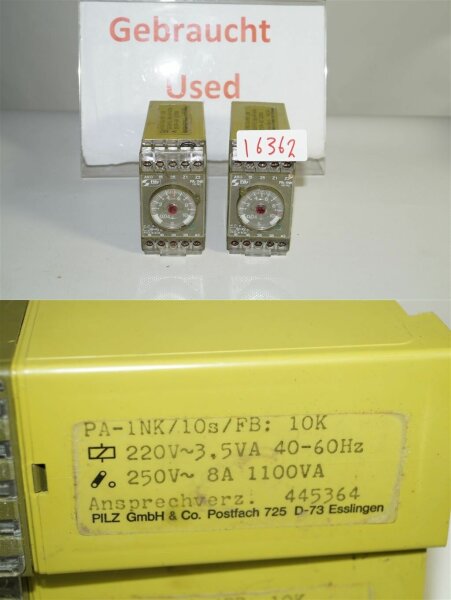 Gebraucht
Used
16362
PA-1NK/10s/FB: 10K
220V~3,5VA 40-60Hz
250V~ 8A 1100VA
Ansprechverz: 445364
PILZ GmbH & Co. Postfach 725 D-73 Esslingen
10K